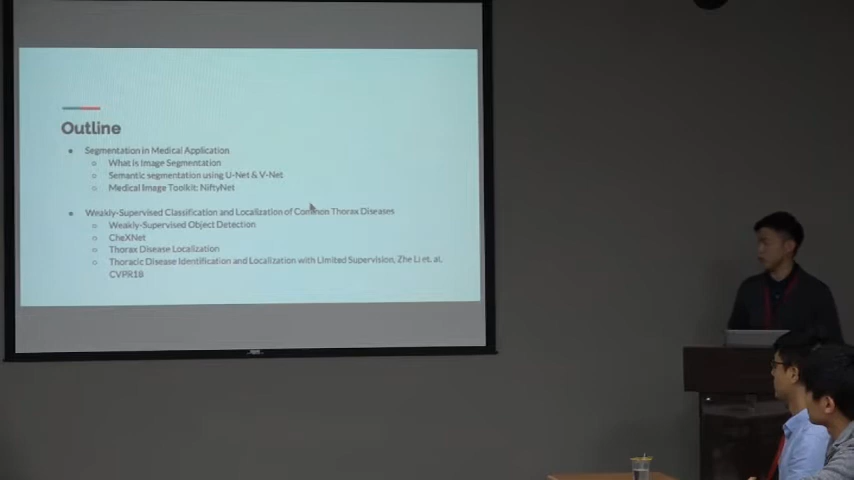 Outline
● Segmentation in Medical Application
○ What is Image Segmentation
○ Semantic segmentation using U-Net & V-Net
○ Medical Image Toolkit: NiftyNet
● Weakly-Supervised Classification and Localization of Common Thorax Diseases
○ Weakly-Supervised Object Detection
○ CheXNet
○ Thorax Disease Localization
○ Thoracic Disease Identification and Localization with Limited Supervision, Zhe Li et. al,
CVPR18